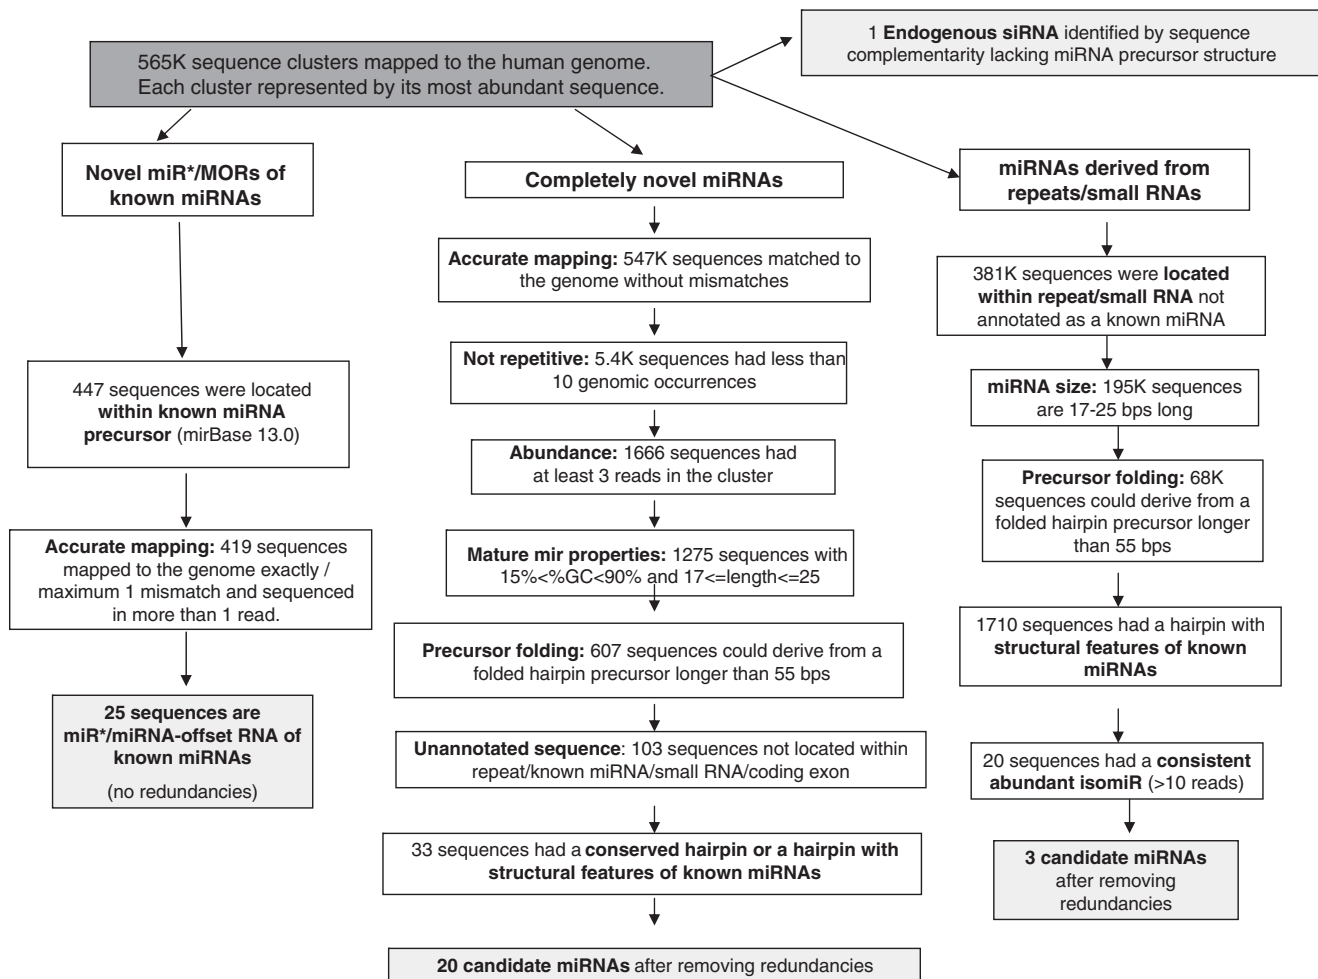 1 Endogenous siRNA identified by sequence
complementarity lacking miRNA precursor structure
565K sequence clusters mapped to the human genome.
Each cluster represented by its most abundant sequence.
Novel miR*/MORs of
known miRNAs
447 sequences were located
within known miRNA
precursor (mirBase 13.0)
Accurate mapping: 419 sequences
mapped to the genome exactly /
maximum 1 mismatch and sequenced
in more than 1 read.
25 sequences are
miR*/miRNA-offset RNA of
known miRNAs
(no redundancies)
Completely novel miRNAs
Accurate mapping: 547K sequences matched to
the genome without mismatches
Not repetitive: 5.4K sequences had less than
10 genomic occurrences
Abundance: 1666 sequences had
at least 3 reads in the cluster
Mature mir properties: 1275 sequences with
15%<%GC<90% and 17<=length<=25
Precursor folding: 607 sequences could derive from a
folded hairpin precursor longer than 55 bps
Unannotated sequence: 103 sequences not located within
repeat/known miRNA/small RNA/coding exon
33 sequences had a conserved hairpin or a hairpin with
structural features of known miRNAs
20 candidate miRNAs after removing redundancies
miRNAs derived from
repeats/small RNAs
381K sequences were located
within repeat/small RNA not
annotated as a known miRNA
miRNA size: 195K sequences
are 17-25 bps long
Precursor folding: 68K
sequences could derive from a
folded hairpin precursor longer
than 55 bps
1710 sequences had a hairpin with
structural features of known
miRNAs
20 sequences had a consistent
abundant isomiR (>10 reads)
3 candidate miRNAs
after removing
redundancies